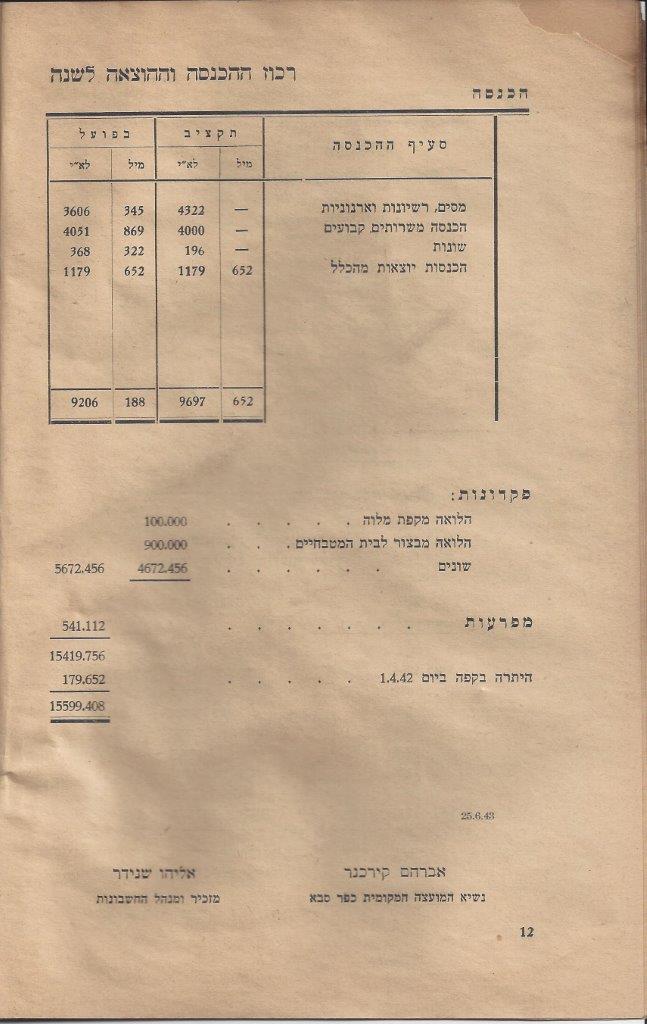 רכוז ההכנסה וההוצאה לשנה
הכנסה
סעיף ההכנסה תקציב בפועל
מיל לא״י מיל לא״י
מסים, רשיונות וארנוניות — 4322 345 3606
הכנסה משרותים קבועים — 4000 869 4051
שונות — 196 322 368
הכנסות יוצאות מהכלל 652 1179 652 1179
652 9697 188 9206
פקדונות:
הלואה מקפת מלוה . . . . . 100.000
הלואה מבצור לבית המטבחיים . . . 900.000
שונים . . . . . . 4672.456 5672.456
מפרעות . . . . . . . 541.112
15419.756
היתרה בקפה ביום 1.4.42 . . . . . 179.652
15599.408
25.6.43
אברהם קירכנר אליהו שנידר
נשיא המועצה המקומית כפר סבא מזכיר ומנהל החשבונות
12